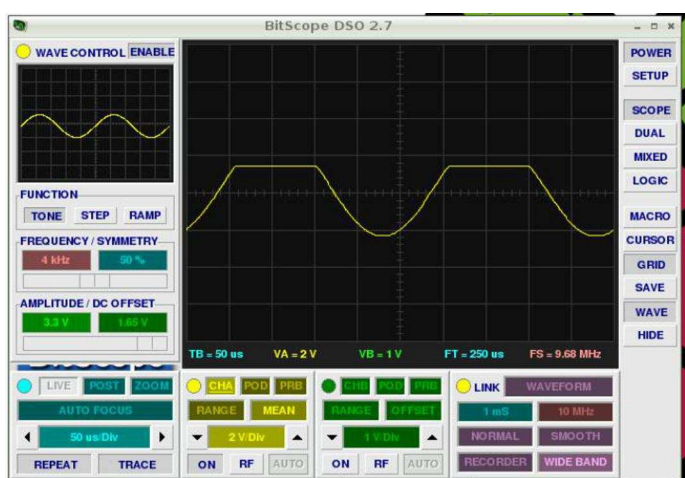 BitScope DSO 2.7
WAVE CONTROL ENABLE
FUNCTION
TONE STEP RAMP
FREQUENCY / SYMMETRY
4 kHz 50 %
AMPLITUDE / DC OFFSET
3.3 V 1.65 V
TB = 50 us VA = 2 V VB = 1 V FT = 250 us FS = 9.68 MHz
POWER
SETUP
SCOPE
DUAL
MIXED
LOGIC
MACRO
CURSOR
GRID
SAVE
WAVE
HIDE
LIVE POST ZOOM
AUTO FOCUS
50 us/Div
REPEAT TRACE
CHA POD PRB
RANGE MEAN
2 V/Div
ON RF AUTO
CHB POD PRB
RANGE OFFSET
1 V/Div
ON RF AUTO
LINK WAVEFORM
1 mS 10 MHz
NORMAL SMOOTH
RECORDER WIDE BAND